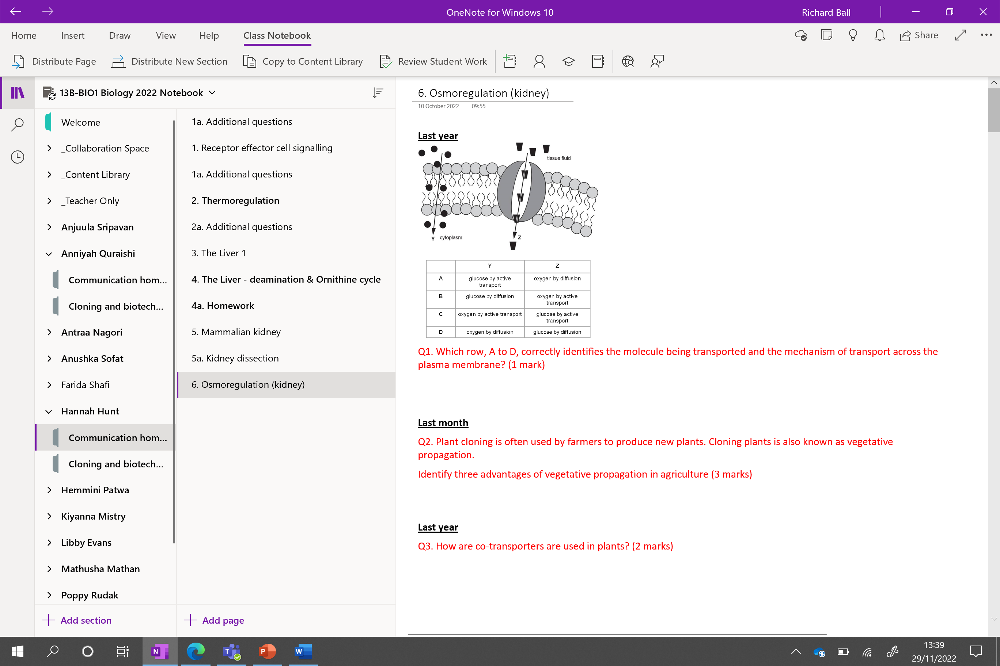 OneNote for Windows 10
Richard Ball
Home
Insert
Draw
View
Help
Class Notebook
Share
Distribute Page
Distribute New Section
Copy to Content Library
Review Student Work
13B-BIO1 Biology 2022 Notebook
Welcome
_Collaboration Space
_Content Library
_Teacher Only
Anjuula Sripavan
Anniyah Quraishi
Communication hom...
Cloning and biotech...
Antraa Nagori
Anushka Sofat
Farida Shafi
Hannah Hunt
Communication hom...
Cloning and biotech...
Hemmini Patwa
Kiyanna Mistry
Libby Evans
Mathusha Mathan
Poppy Rudak
Add section
1a. Additional questions
1. Receptor effector cell signalling
1a. Additional questions
2. Thermoregulation
2a. Additional questions
3. The Liver 1
4. The Liver - deamination & Ornithine cycle
4a. Homework
5. Mammalian kidney
5a. Kidney dissection
6. Osmoregulation (kidney)
Add page
6. Osmoregulation (kidney)
10 October 2022 09:55
Last year
tissue fluid
Y cytoplasm
Z
Y Z
A glucose by active oxygen by diffusion
transport
B glucose by diffusion oxygen by active
transport
C oxygen by active transport glucose by active
transport
D oxygen by diffusion glucose by diffusion
Q1. Which row, A to D, correctly identifies the molecule being transported and the mechanism of transport across the
plasma membrane? (1 mark)
Last month
Q2. Plant cloning is often used by farmers to produce new plants. Cloning plants is also known as vegetative
propagation.
Identify three advantages of vegetative propagation in agriculture (3 marks)
Last year
Q3. How are co-transporters are used in plants? (2 marks)
N
T
P
W
13:39
29/11/2022